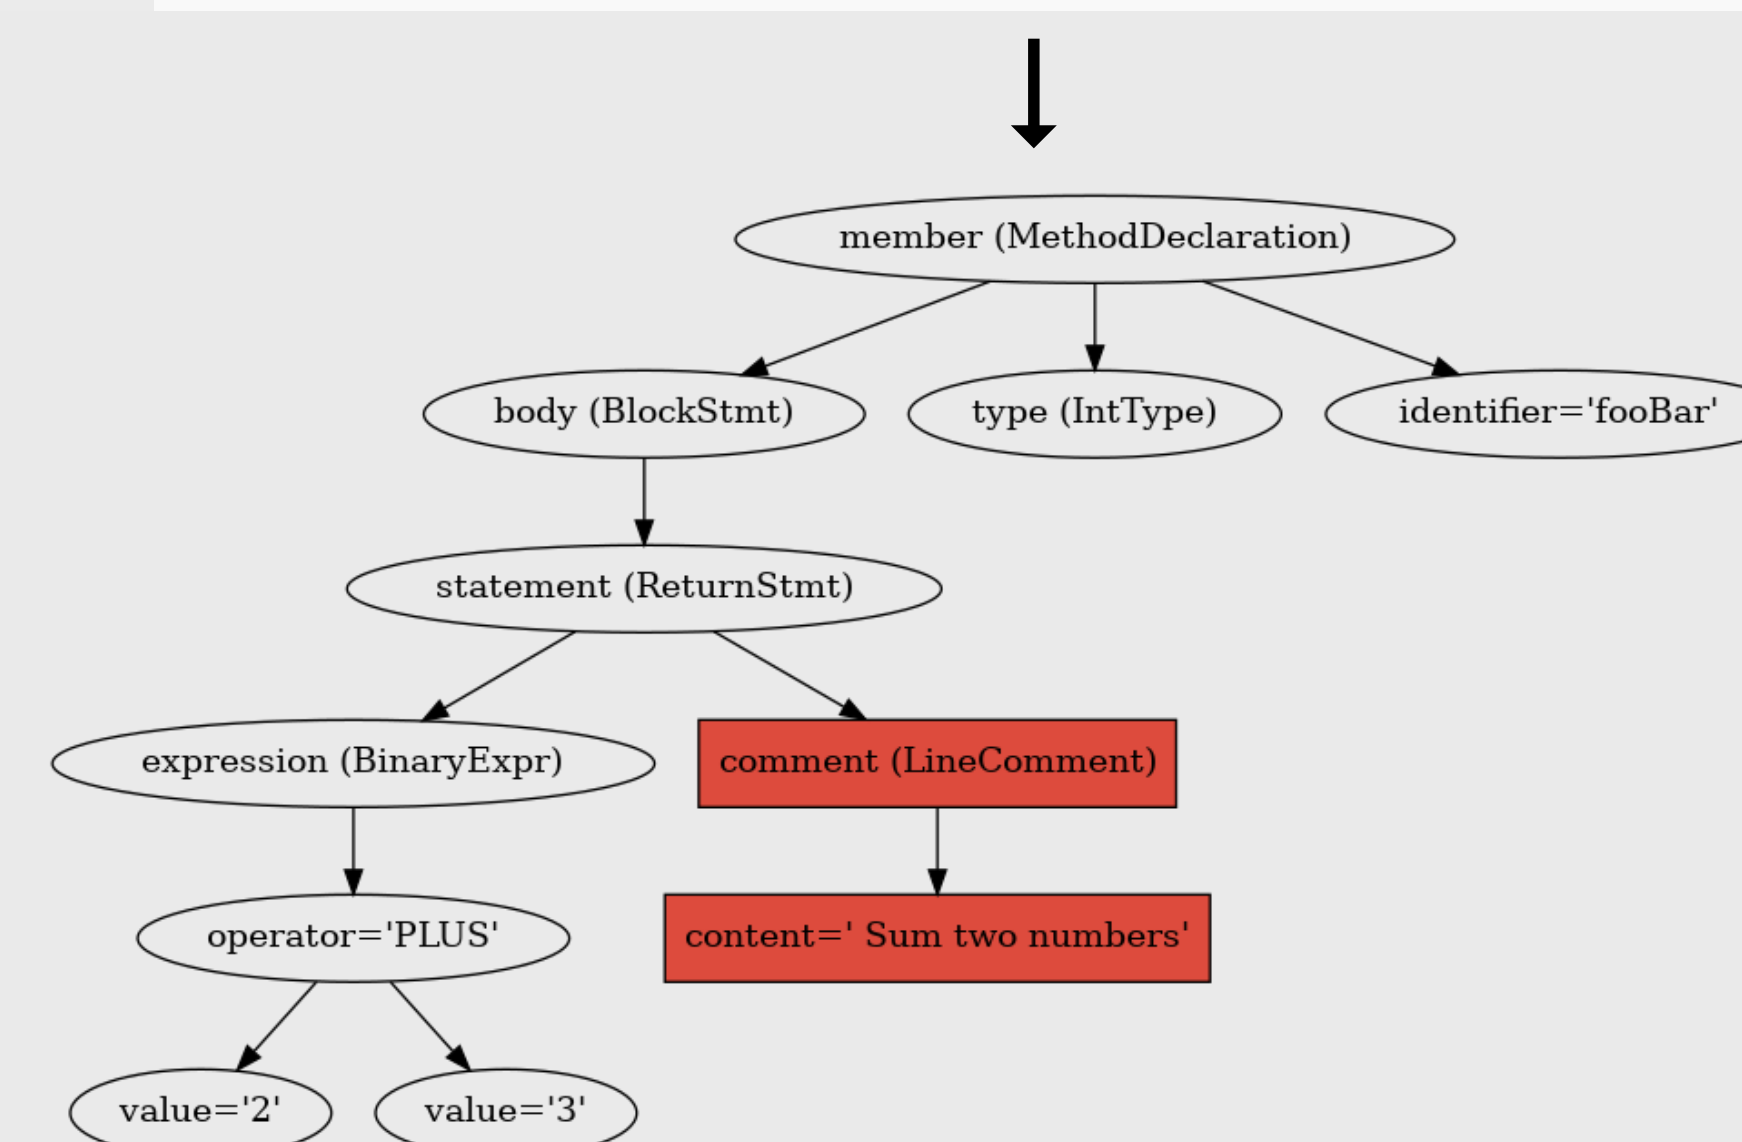 member (MethodDeclaration)
body (BlockStmt)
type (IntType)
identifier='fooBar'
statement (ReturnStmt)
expression (BinaryExpr)
comment (LineComment)
operator='PLUS'
content=' Sum two numbers'
value='2'
value='3'